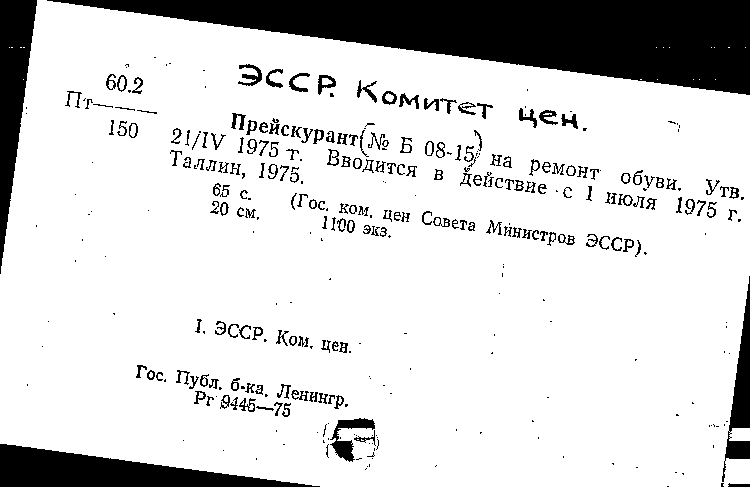 ЭССР. Комитет цен.
60.2
Пт
150
Прейскурант (№ Б 08-15) на ремонт обуви. Утв.
21/IV 1975 г. Вводится в действие с 1 июля 1975 г.
Таллин, 1975.
65 с. (Гос. ком. цен Совета Министров ЭССР).
20 см. 1100 экз.
I. ЭССР. Ком. цен.
Гос. Публ. б-ка. Ленингр.
Рг 9445—75